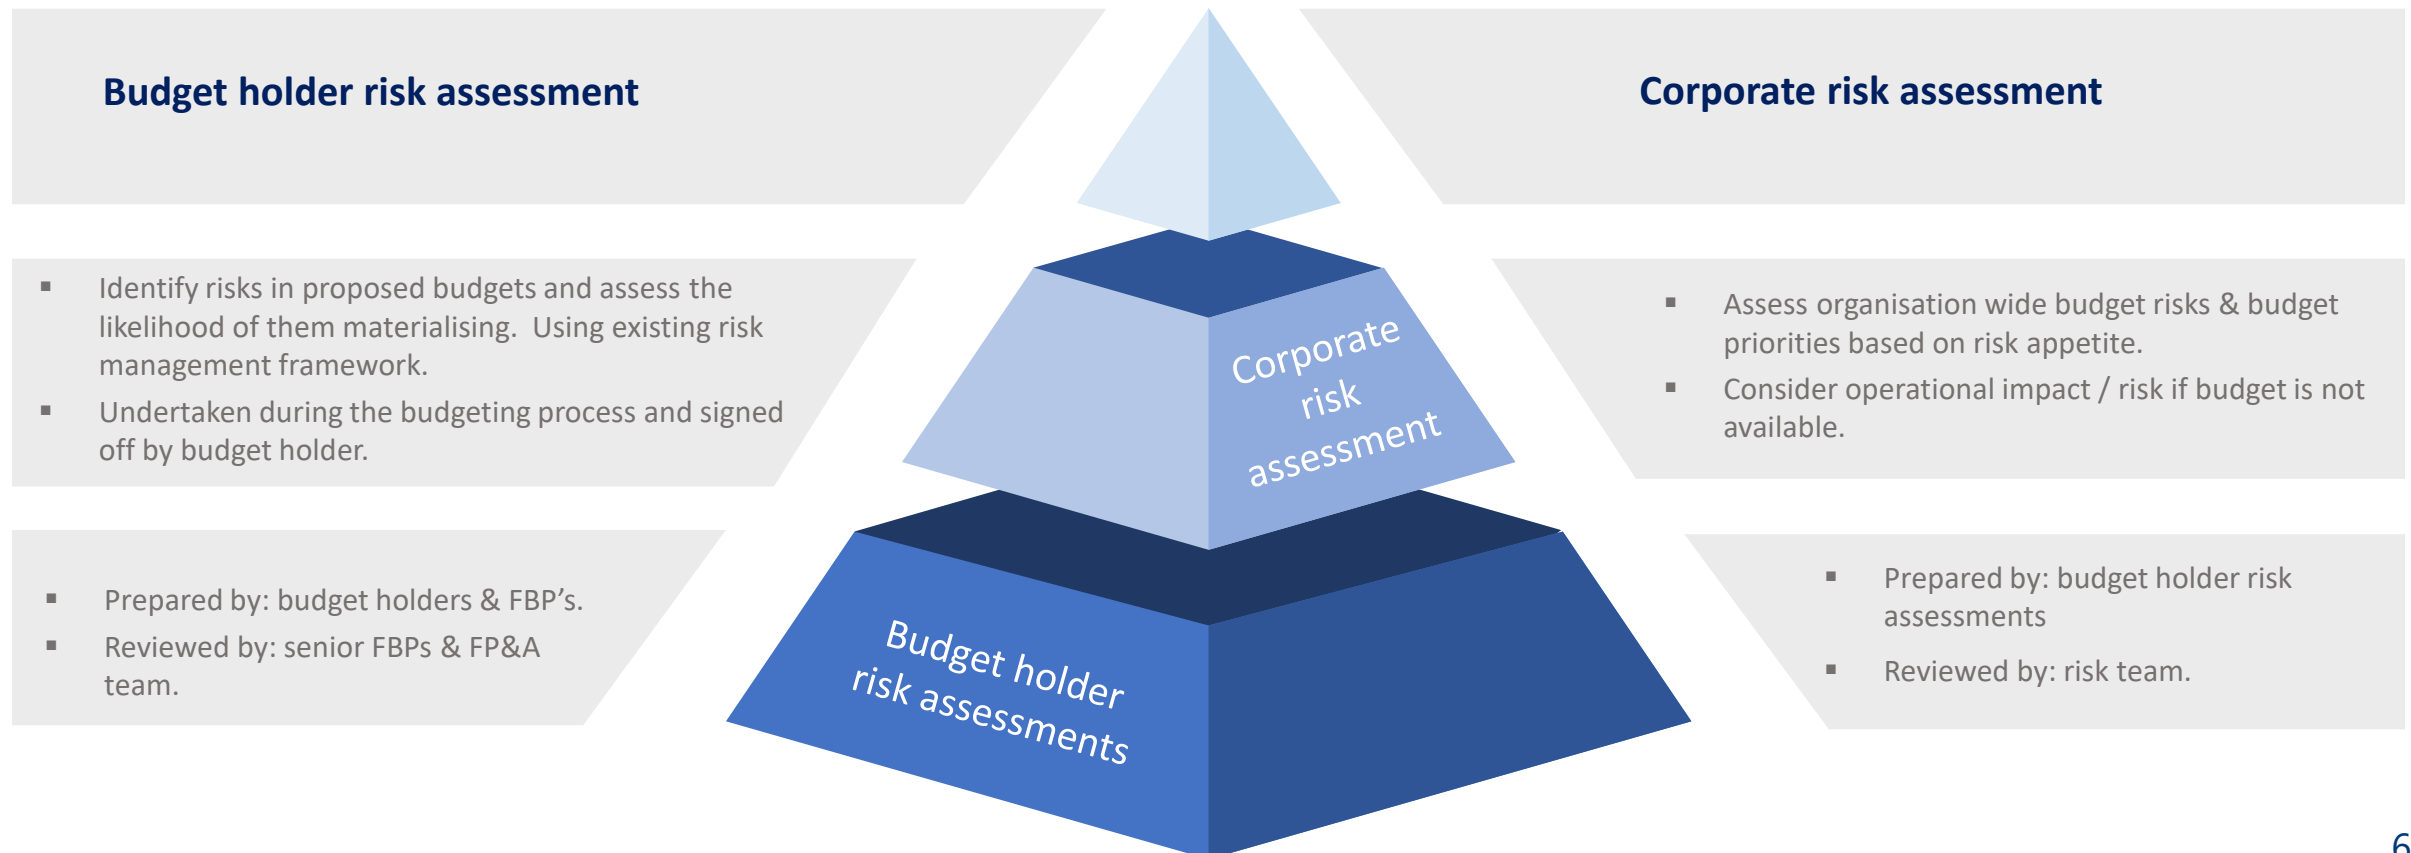 Budget holder risk assessment
▪ Identify risks in proposed budgets and assess the
likelihood of them materialising.  Using existing risk
management framework.
▪ Undertaken during the budgeting process and signed
off by budget holder.
▪ Prepared by: budget holders & FBP’s.
▪ Reviewed by: senior FBPs & FP&A
team.
Corporate
risk
assessment
Budget holder
risk assessments
Corporate risk assessment
▪ Assess organisation wide budget risks & budget
priorities based on risk appetite.
▪ Consider operational impact / risk if budget is not
available.
▪ Prepared by: budget holder risk
assessments
▪ Reviewed by: risk team.
6